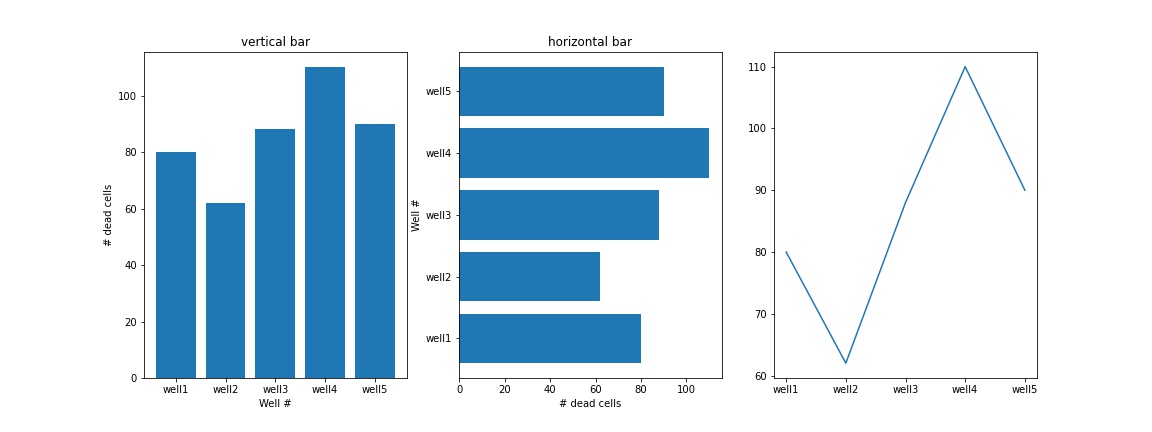 vertical bar
# dead cells
100
80
60
40
20
0
well1 well2 well3 well4 well5
Well #
horizontal bar
Well #
well5
well4
well3
well2
well1
0 20 40 60 80 100
# dead cells
110
100
90
80
70
60
well1 well2 well3 well4 well5